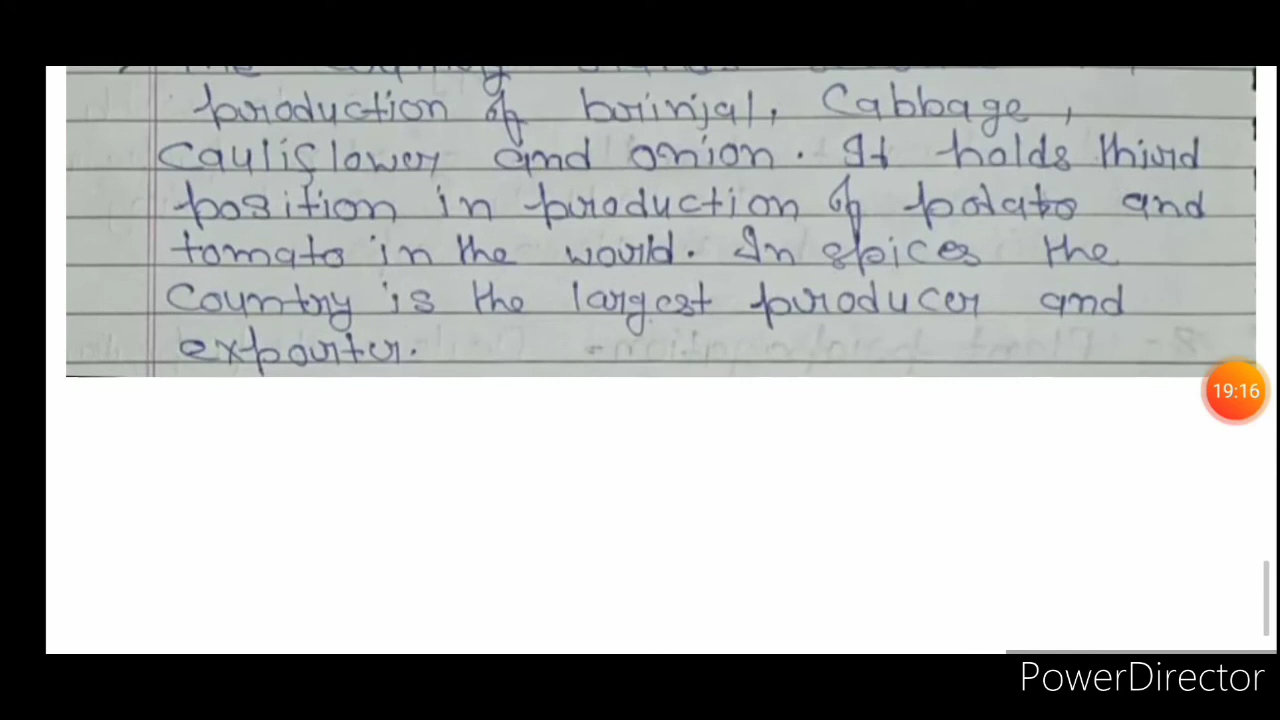 production of brinjal, Cabbage,
Cauliflower and onion. It holds third
position in production of potato and
tomato in the world. In spices the
Country is the largest producer and
exporter.
19:16
PowerDirector